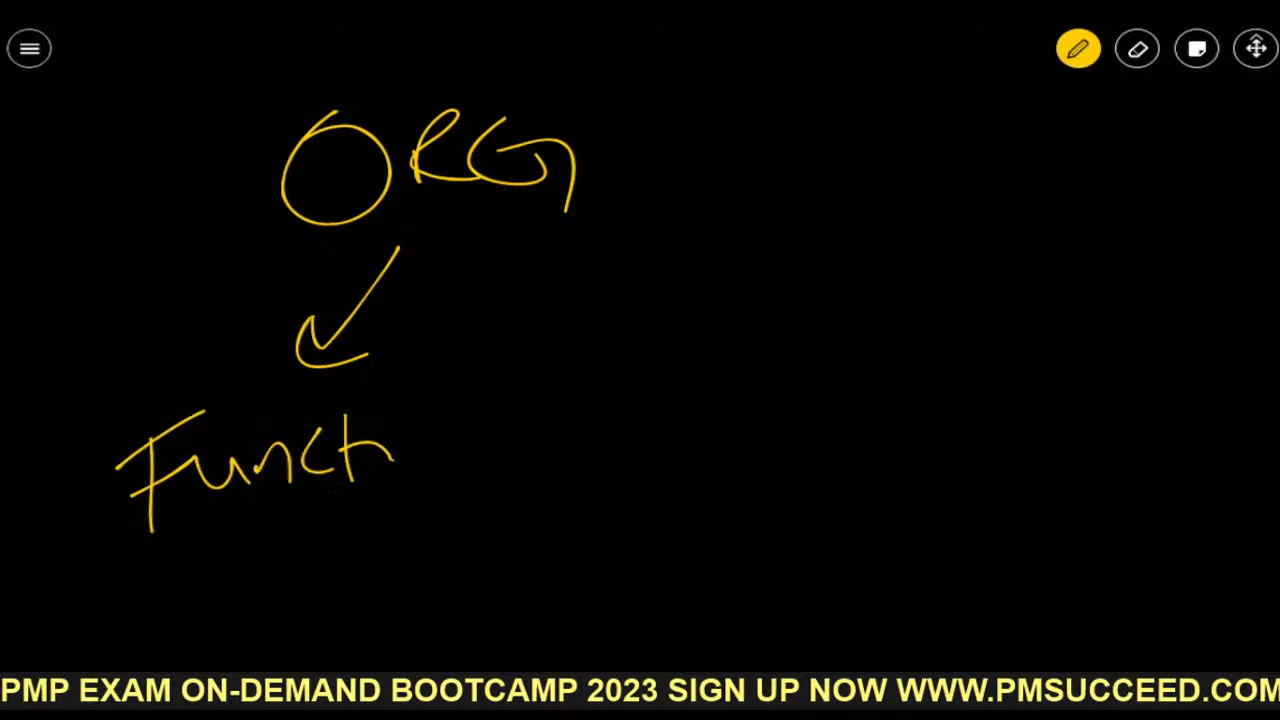 ORG
Funct
PMP EXAM ON-DEMAND BOOTCAMP 2023 SIGN UP NOW WWW.PMSUCCEED.COM